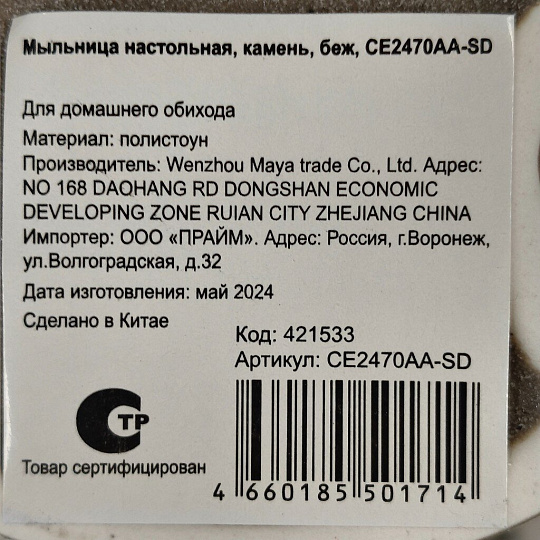 Мыльница настольная, камень, беж, CE2470AA-SD
Для домашнего обихода
Материал: полистоун
Производитель: Wenzhou Maya trade Co., Ltd. Адрес:
NO 168 DAOHANG RD DONGSHAN ECONOMIC
DEVELOPING ZONE RUIAN CITY ZHEJIANG CHINA
Импортер: ООО «ПРАЙМ». Адрес: Россия, г.Воронеж,
ул.Волгоградская, д.32
Дата изготовления: май 2024
Сделано в Китае
Код: 421533
Артикул: CE2470AA-SD
СТР
Товар сертифицирован
4 660185 501714